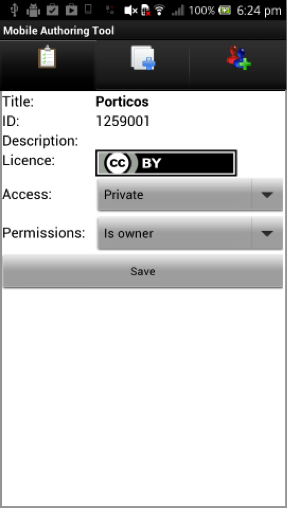 100% 6:24 pm
Mobile Authoring Tool
Title: Porticos
ID: 1259001
Description:
Licence: cc BY
Access: Private
Permissions: Is owner
Save